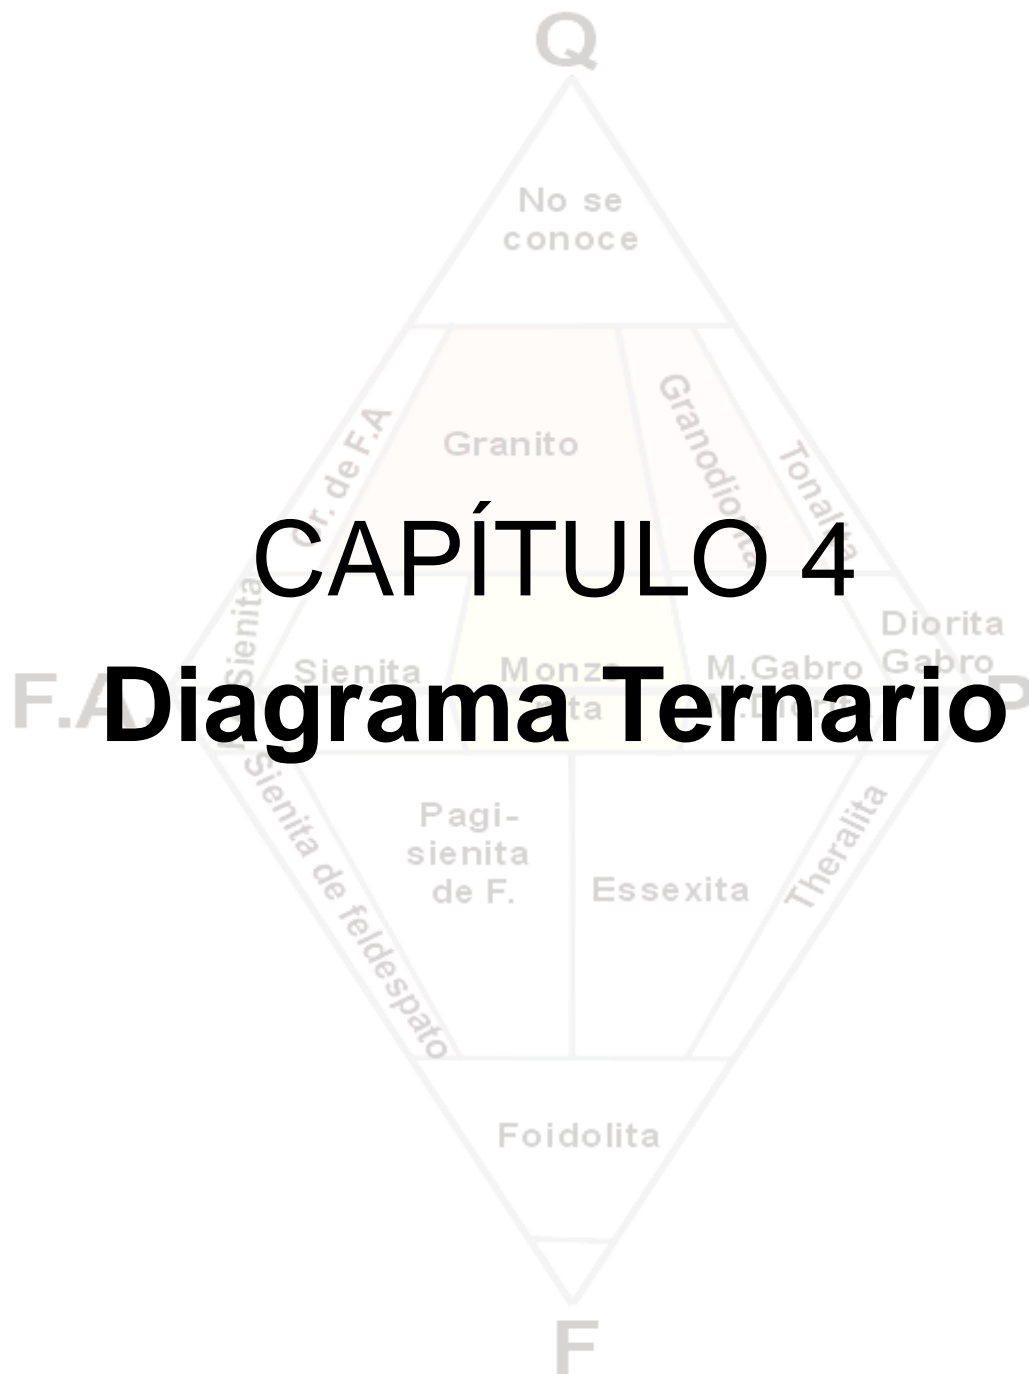 Q
No se
conoce
Granito
Granodiorita
Tonalita
de F.A
CAPÍTULO 4
Sienita
Diorita
Gabro
Sienita
M.Gabro
F.A.
P
Diagrama Ternario
Sienita de feldespato
Pagi-
sienita
de F.
Essexita
Theralita
Foidolita
F